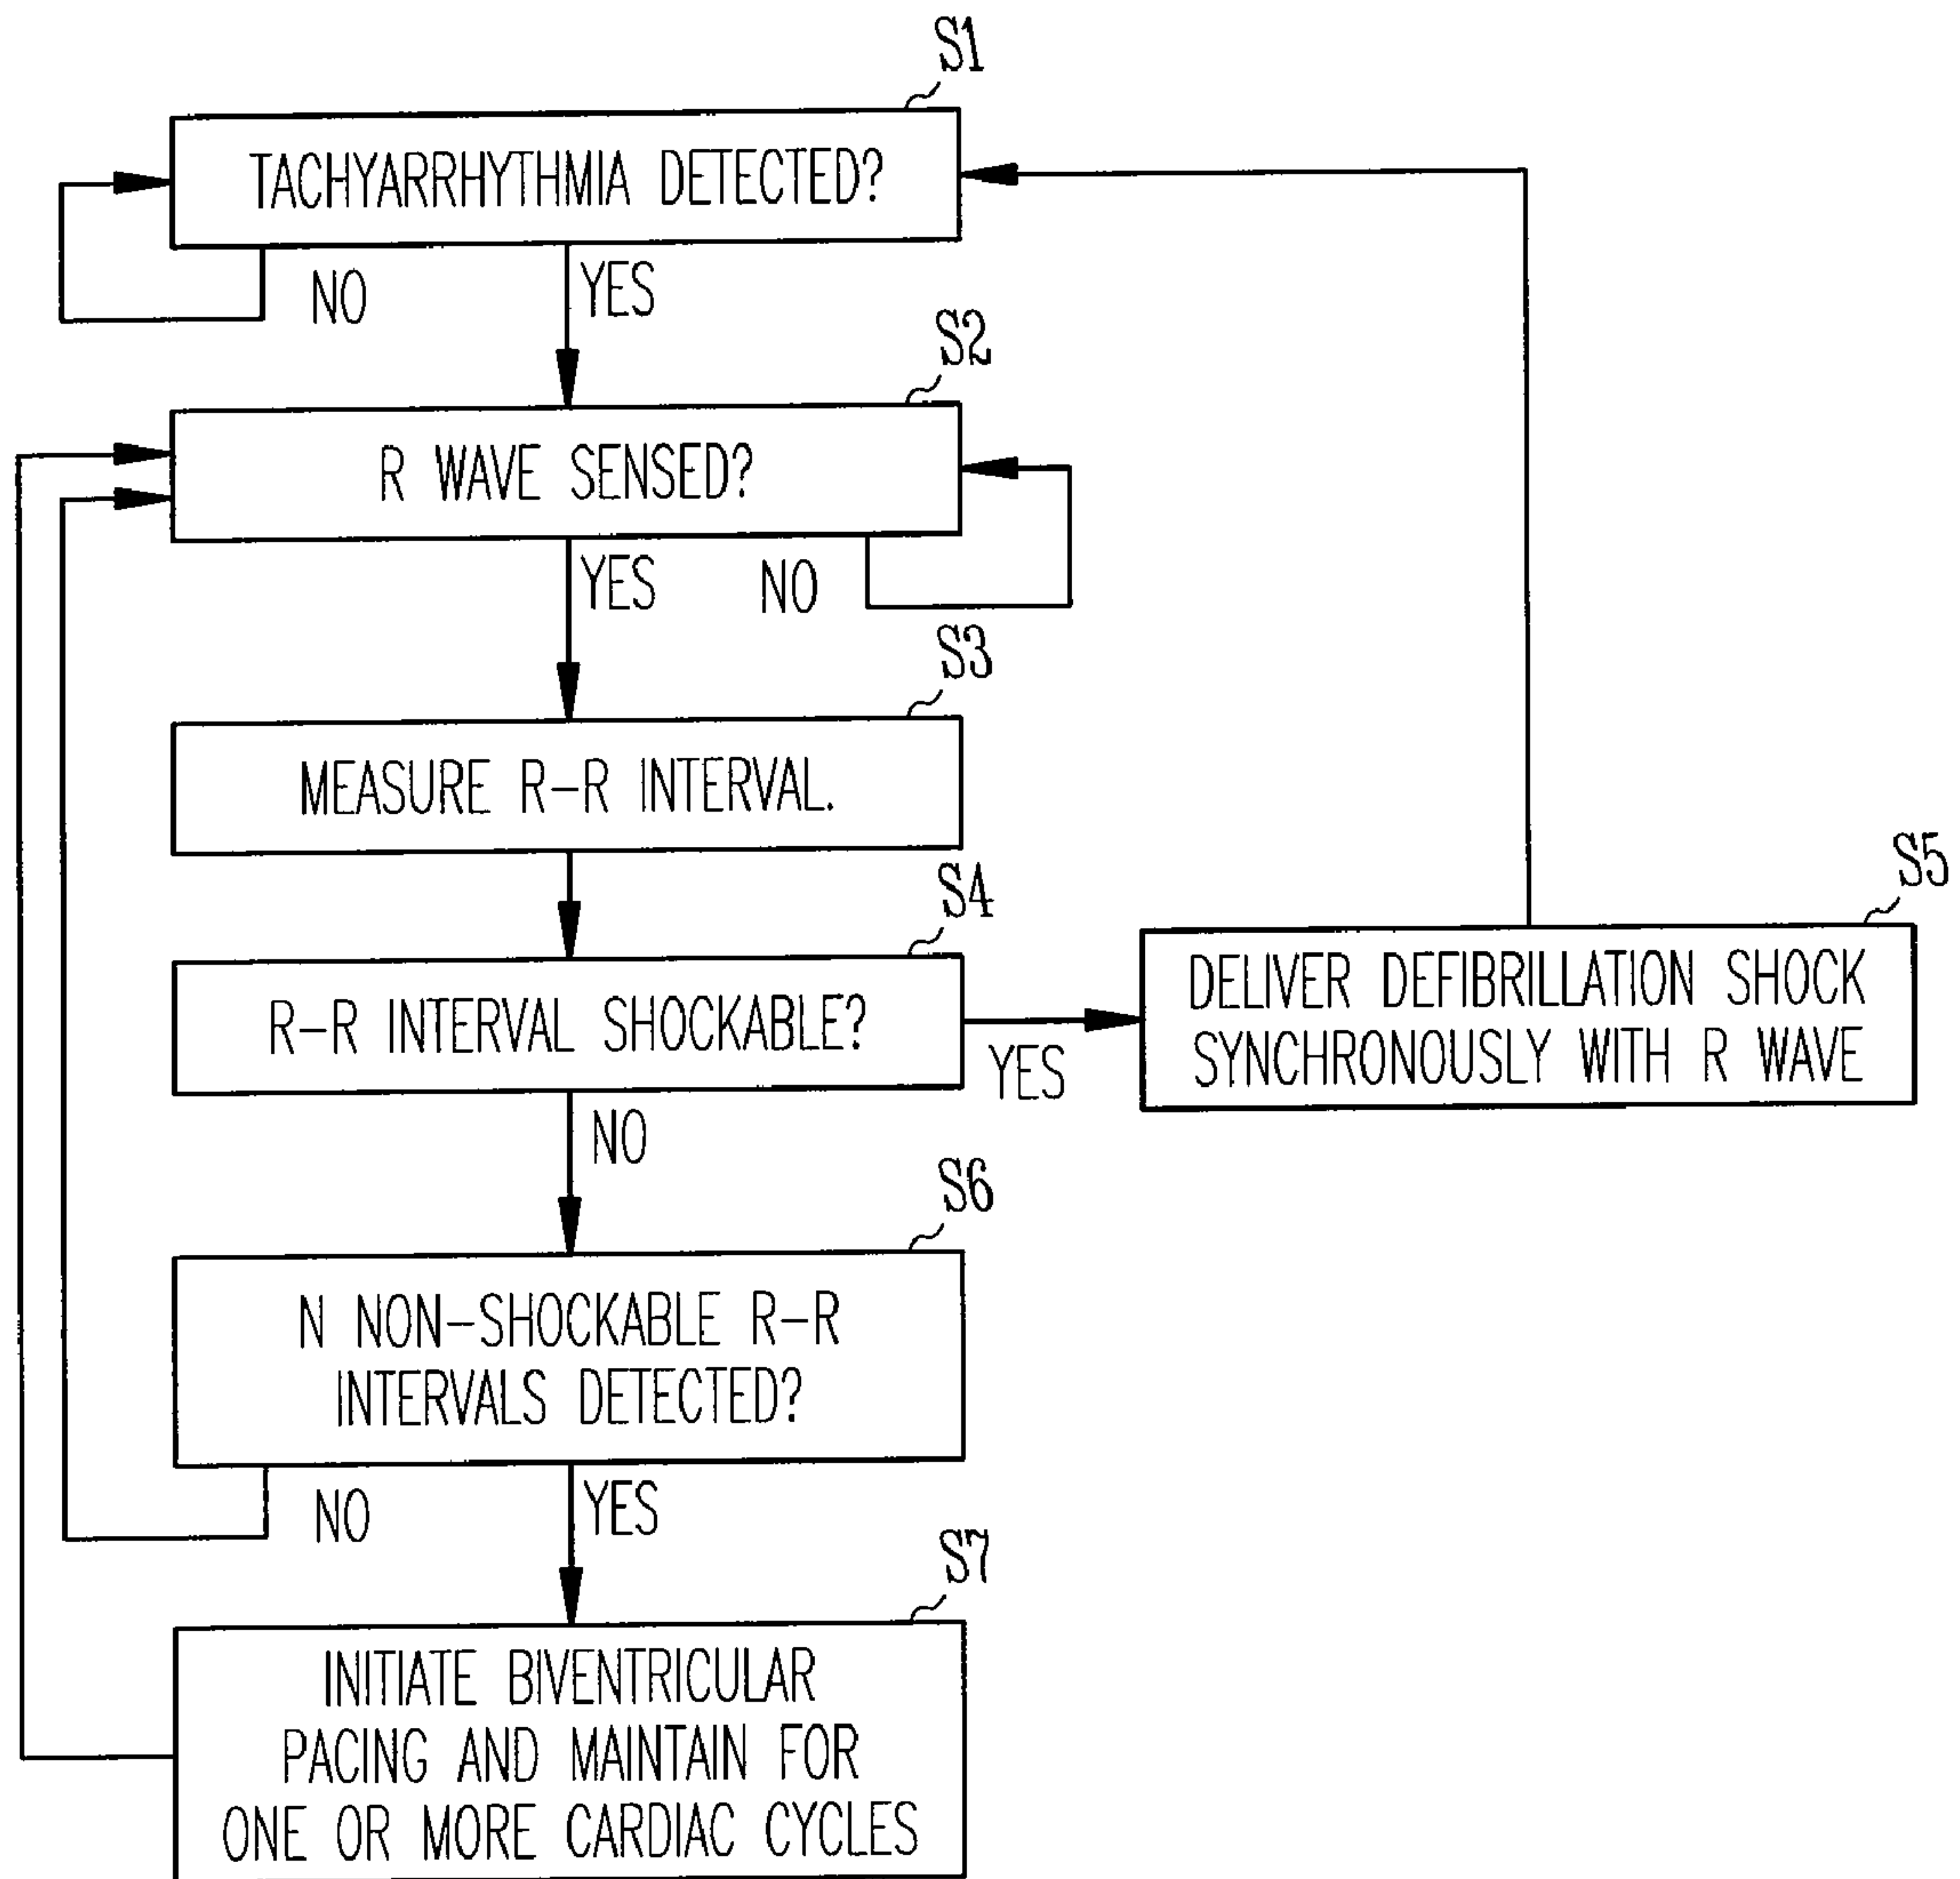 S1
TACHYARRHYTHMIA DETECTED?
NO
YES
S2
R WAVE SENSED?
YES
NO
S3
MEASURE R-R INTERVAL.
S4
R-R INTERVAL SHOCKABLE?
YES
NO
S5
DELIVER DEFIBRILLATION SHOCK
SYNCHRONOUSLY WITH R WAVE
S6
N NON-SHOCKABLE R-R
INTERVALS DETECTED?
NO
YES
S7
INITIATE BIVENTRICULAR
PACING AND MAINTAIN FOR
ONE OR MORE CARDIAC CYCLES